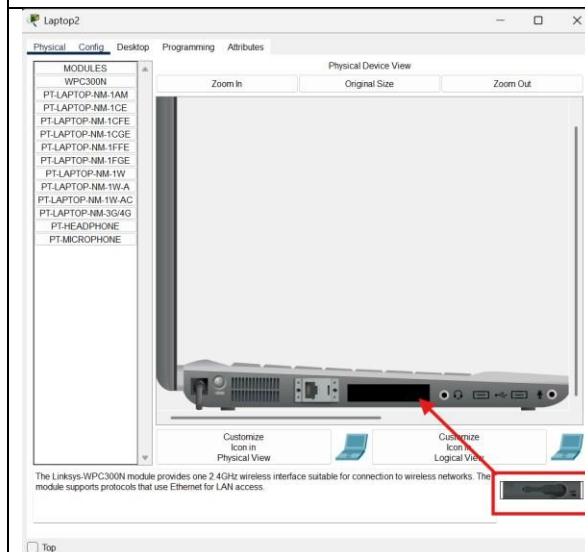 Laptop2
Physical Config Desktop Programming Attributes
MODULES
WPC300N
PT-LAPTOP-NM-1AM
PT-LAPTOP-NM-1CE
PT-LAPTOP-NM-1CFE
PT-LAPTOP-NM-1CGE
PT-LAPTOP-NM-1FFE
PT-LAPTOP-NM-1FGE
PT-LAPTOP-NM-1W
PT-LAPTOP-NM-1W-A
PT-LAPTOP-NM-1W-AC
PT-LAPTOP-NM-3G/4G
PT-HEADPHONE
PT-MICROPHONE
Physical Device View
Zoom In Original Size Zoom Out
Customize
Icon in
Physical View
Customize
Icon in
Logical View
The Linksys-WPC300N module provides one 2.4GHz wireless interface suitable for connection to wireless networks. The
module supports protocols that use Ethernet for LAN access.
Top